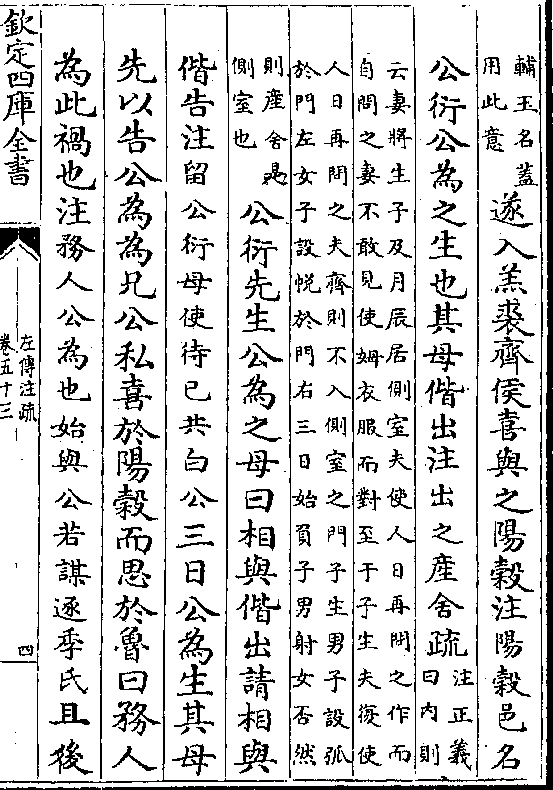 輔玉名蓋
用此意
遂入羔裘齊侯喜與之陽穀注陽穀邑名
公衍公為之生也其母偕出注出之產舍疏
注正義
曰内則
云妻將生子及月辰居側室夫使人日再問之作而
自問之妻不敢見使姆衣服而對至于子生夫復使
人日再問之夫齊則不入側室之門子生男子設弧
於門左女子設帨於門右三日始負子男射女否然
則產舍是
側室也
公衍先生公為之母曰相與偕出請相與
偕告注留公衍母使待已共白公三日公為生其母
先以告公為為兄公私喜於陽穀而思於魯曰務人
為此禍也注務人公為也始與公若謀逐季氏且後
欽定四庫全書
左傳注疏
卷五十三
四